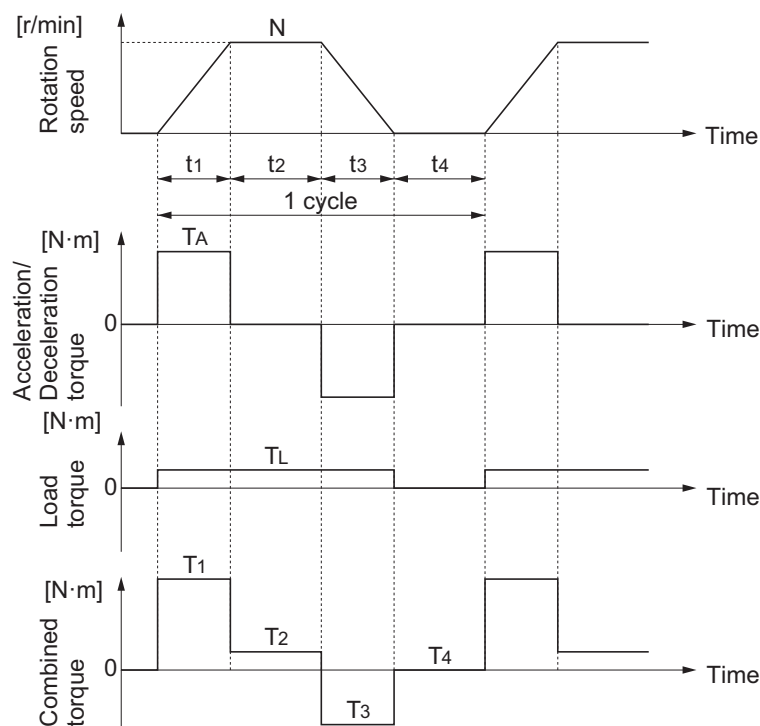 [r/min]
N
Rotation
speed
Time
t1
t2
t3
t4
1 cycle
[N·m]
TA
Acceleration/
Deceleration
torque
0
Time
[N·m]
TL
Load
torque
0
Time
T1
[N·m]
T2
T4
Combined
torque
0
Time
T3